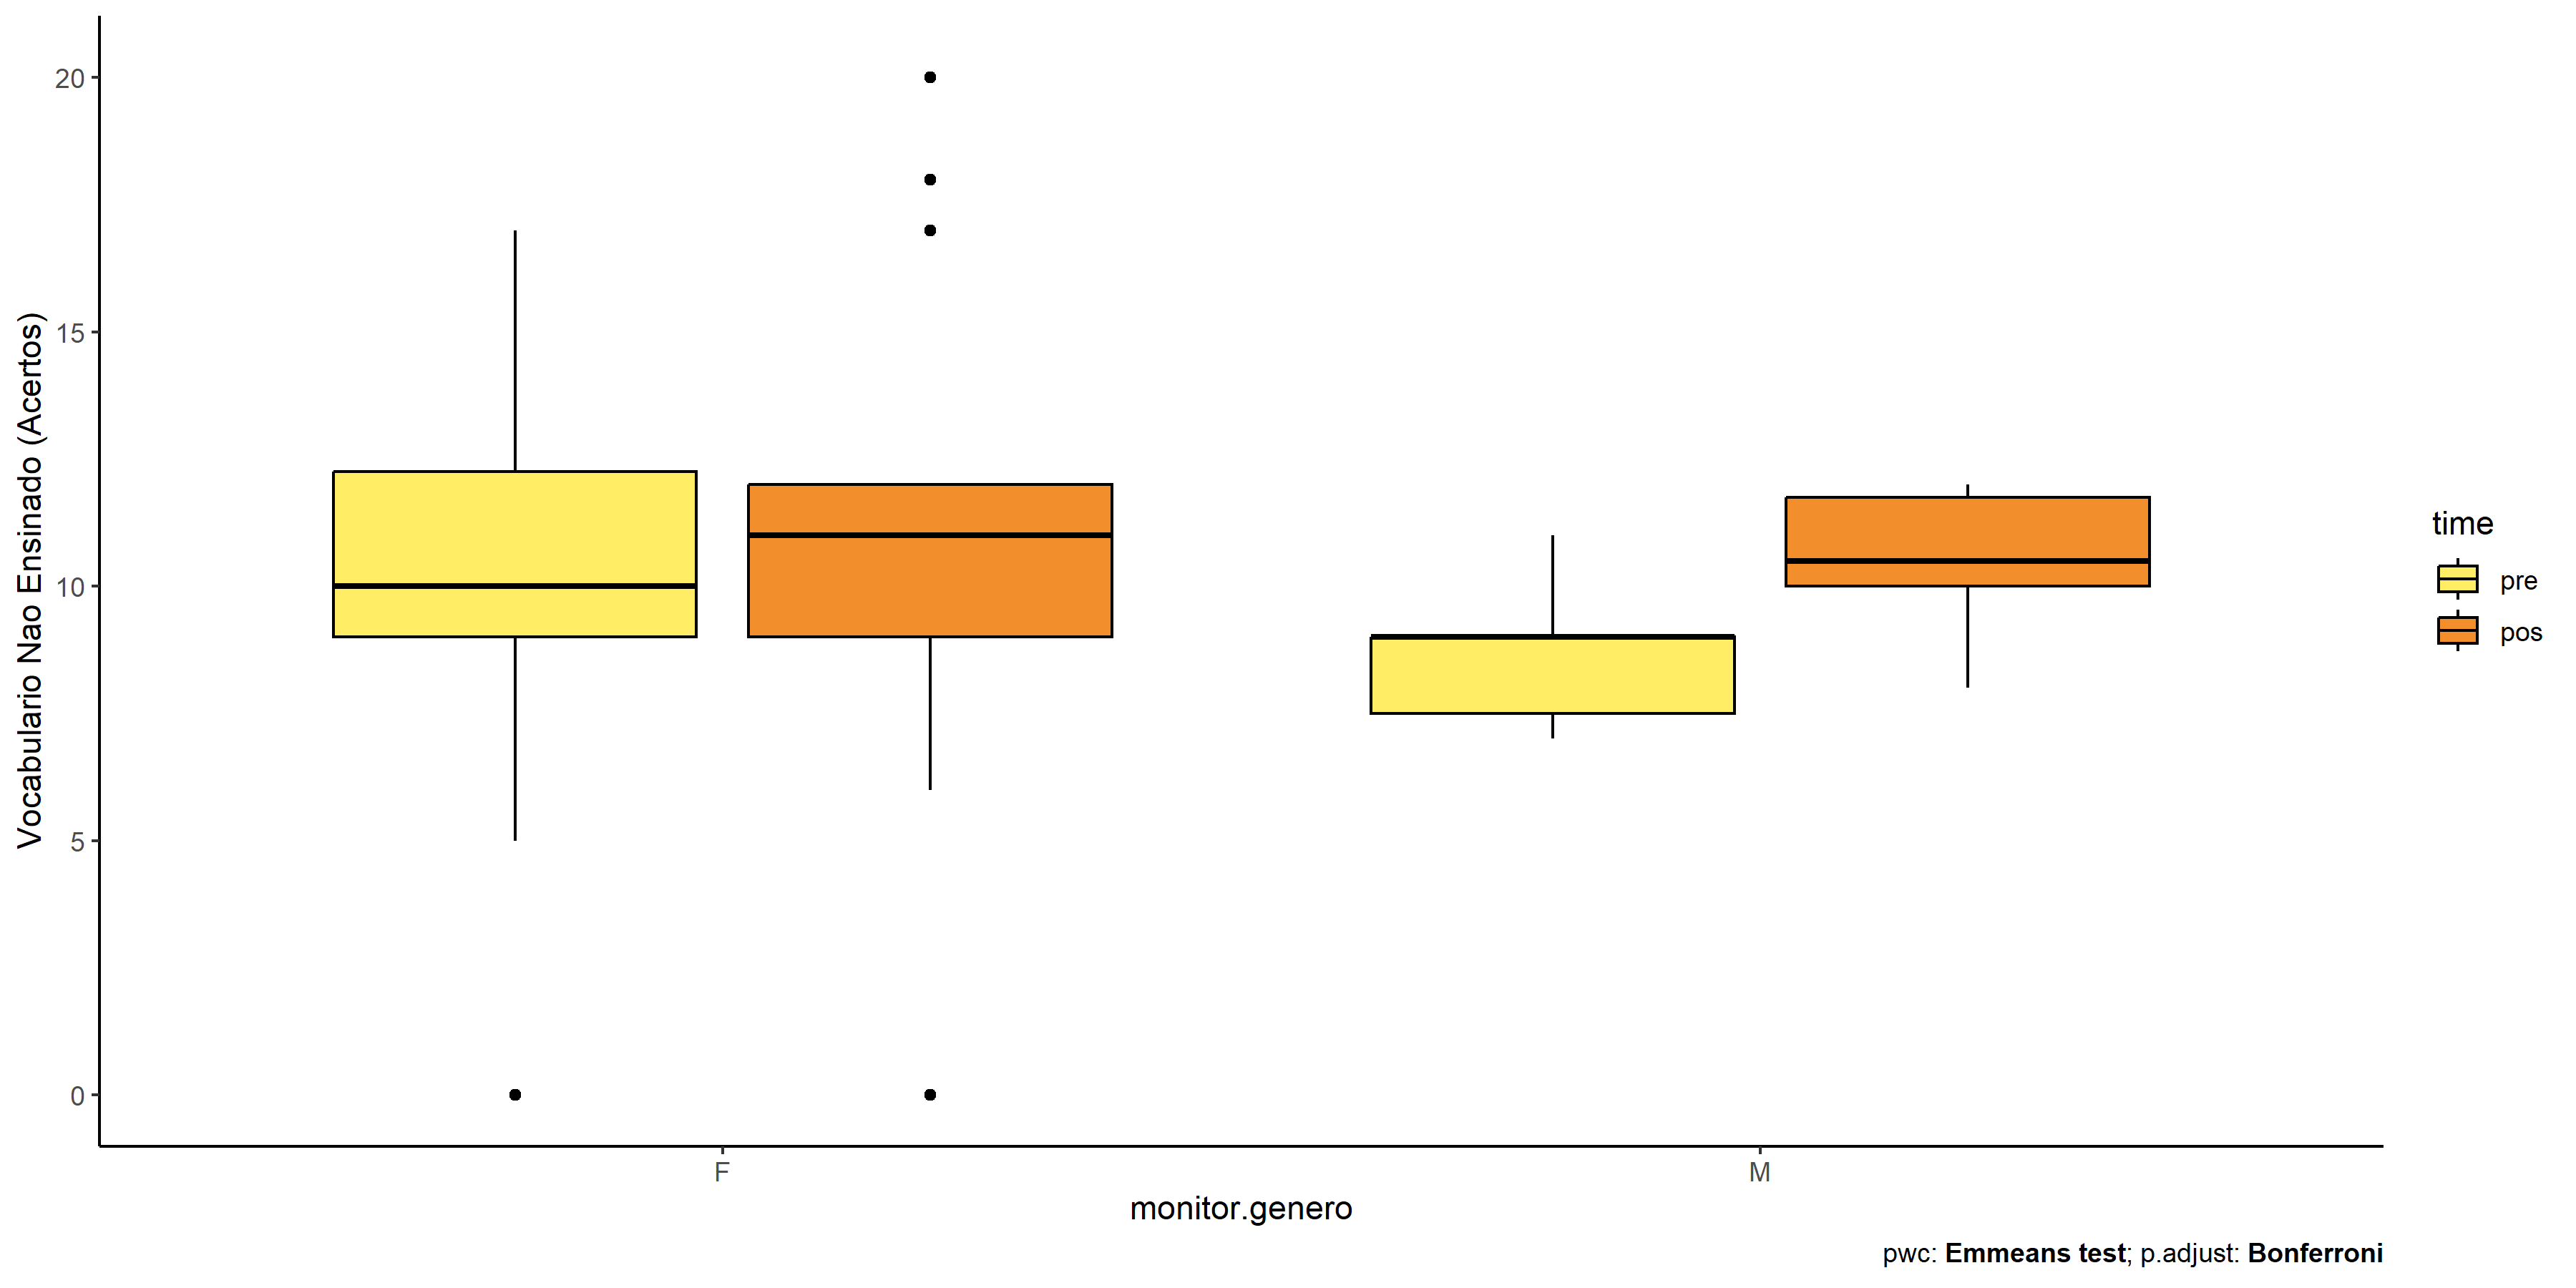 Vocabulario Nao Ensinado (Acertos)
20
15
10
5
0
F
M
monitor.genero
time
pre
pos
pwc: Emmeans test; p.adjust: Bonferroni